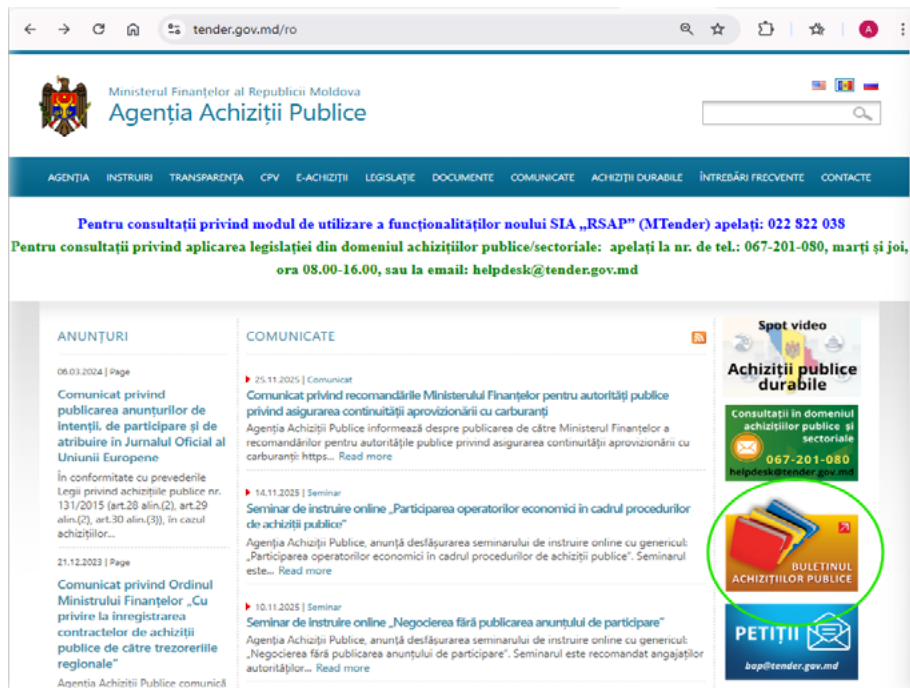 tender.gov.md/ro
A
Ministerul Finanțelor al Republicii Moldova
Agenția Achiziții Publice
AGENȚIA INSTRUIRI TRANSPARENȚA CPV E-ACHIZIȚII LEGISLAȚIE DOCUMENTE COMUNICATE ACHIZIȚII DURABILE ÎNTREBĂRI FRECVENTE CONTACTE
Pentru consultații privind modul de utilizare a funcționalităților noului SIA „RSAP” (MTender) apelați: 022 822 038
Pentru consultații privind aplicarea legislației din domeniul achizițiilor publice/sectoriale: apelați la nr. de tel.: 067-201-080, marți și joi,
ora 08.00-16.00, sau la email: helpdesk@tender.gov.md
ANUNȚURI
06.03.2024 | Page
Comunicat privind
publicarea anunțurilor de
intenții, de participare și de
atribuire în Jurnalul Oficial al
Uniunii Europene
În conformitate cu prevederile
Legii privind achizițiile publice nr.
131/2015 (art.28 alin.(2), art.29
alin.(2), art.30 alin.(3)), în cazul
achizițiilor...
21.12.2023 | Page
Comunicat privind Ordinul
Ministrului Finanțelor „Cu
privire la înregistrarea
contractelor de achiziții
publice de către trezoreriile
regionale”
Agenția Achiziții Publice comunică
COMUNICATE
25.11.2025 | Comunicat
Comunicat privind recomandările Ministerului Finanțelor pentru autorități publice
privind asigurarea continuității aprovizionării cu carburanți
Agenția Achiziții Publice informează despre publicarea de către Ministerul Finanțelor a
recomandărilor pentru autoritățile publice privind asigurarea continuității aprovizionării cu
carburanți: https... Read more
14.11.2025 | Seminar
Seminar de instruire online „Participarea operatorilor economici în cadrul procedurilor
de achiziții publice”
Agenția Achiziții Publice, anunță desfășurarea seminarului de instruire online cu genericul:
„Participarea operatorilor economici în cadrul procedurilor de achiziții publice”. Seminarul
este... Read more
10.11.2025 | Seminar
Seminar de instruire online „Negocierea fără publicarea anunțului de participare”
Agenția Achiziții Publice, anunță desfășurarea seminarului de instruire online cu genericul:
„Negocierea fără publicarea anunțului de participare”. Seminarul este recomandat angajaților
autorităților... Read more
Spot video
Achiziții publice
durabile
Consultații în domeniul
achizițiilor publice și
sectoriale
067-201-080
helpdesk@tender.gov.md
BULETINUL
ACHIZIȚIILOR PUBLICE
PETIȚII
bap@tender.gov.md